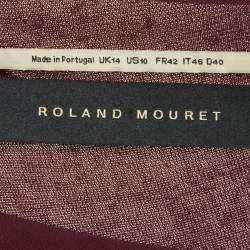 Made in Portugal UK14 US10 FR42 IT46 D40
ROLAND MOURET